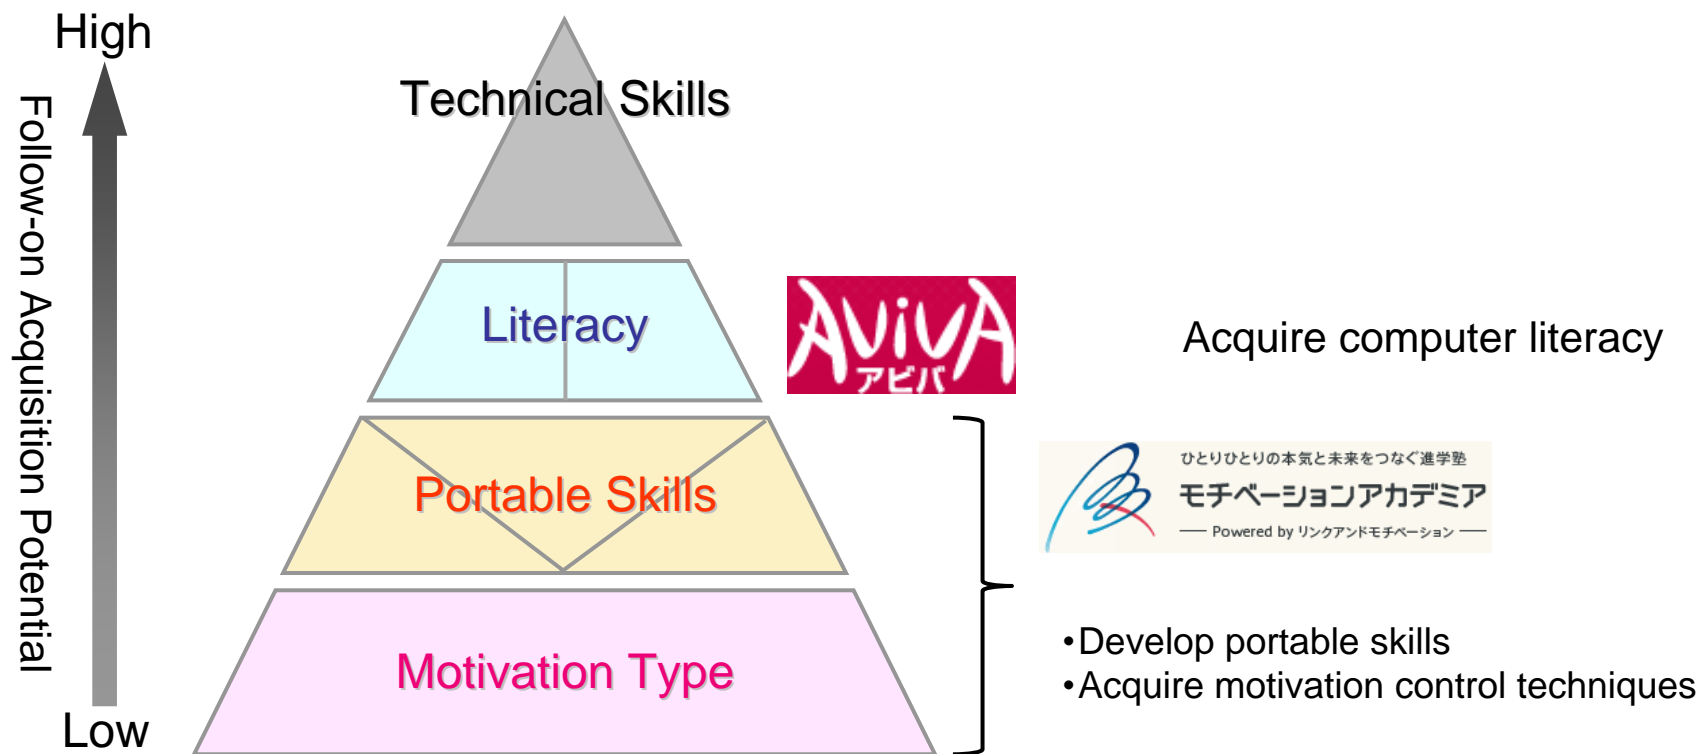 High
Follow-on Acquisition Potential
Low
Technical Skills
Literacy
AViVA
アビバ
Acquire computer literacy
Portable Skills
ひとりひとりの本気と未来をつなぐ進学塾
モチベーションアカデミア
Powered by リンクアンドモチベーション
Motivation Type
•Develop portable skills
•Acquire motivation control techniques